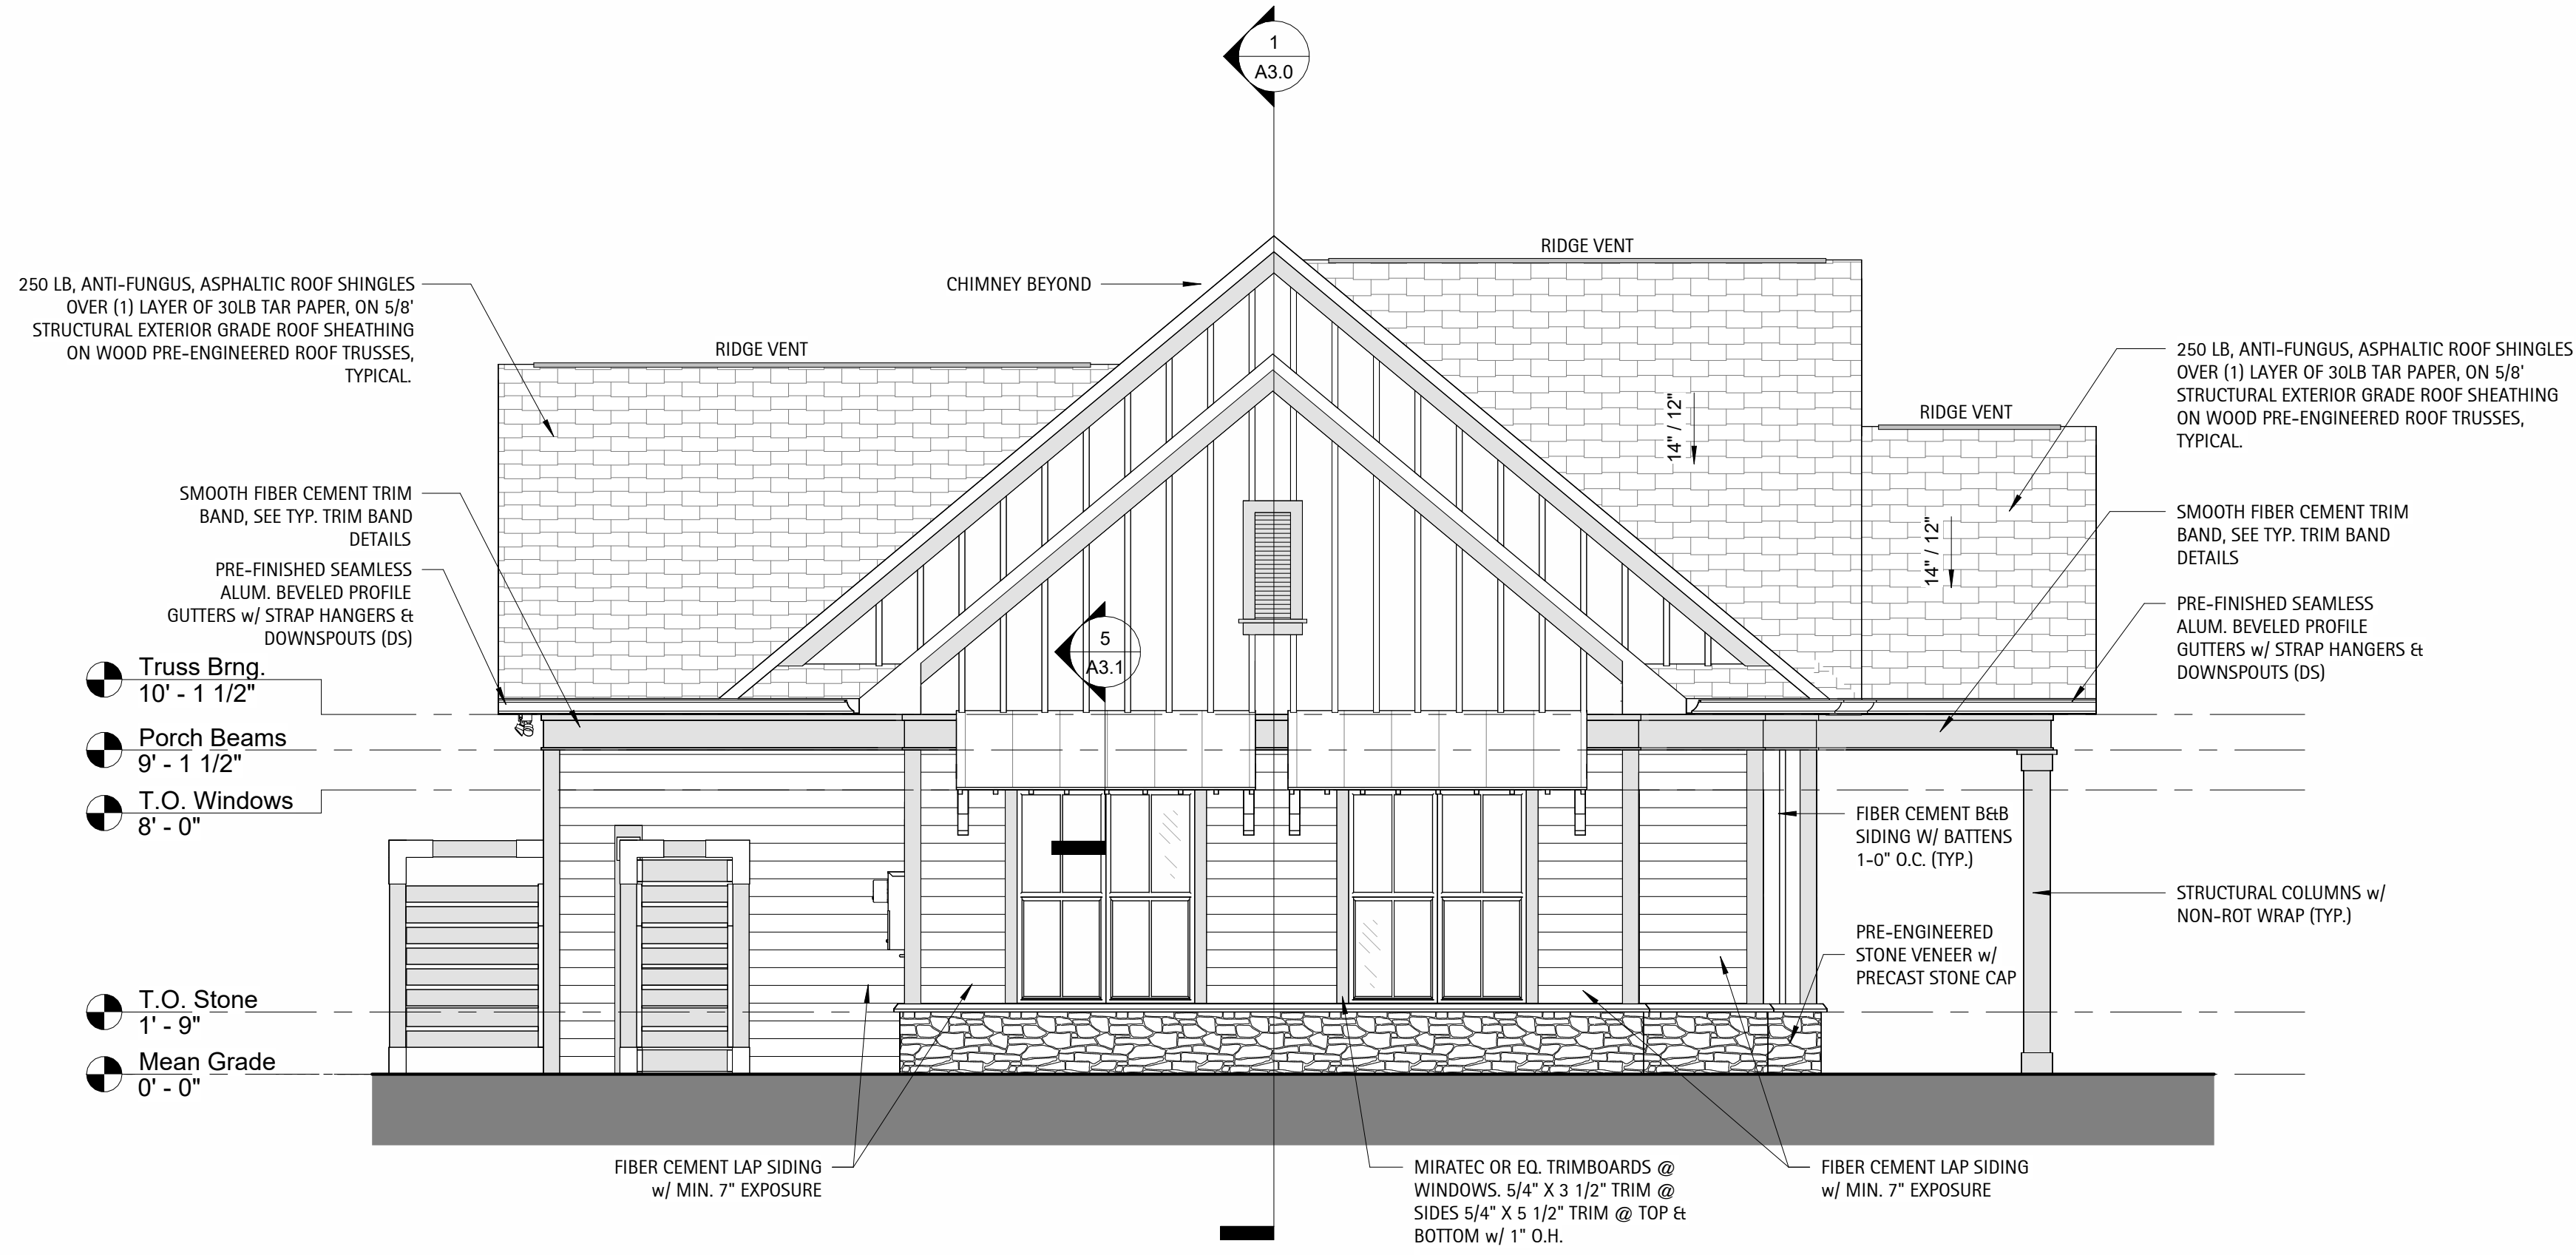 1
A3.0
RIDGE VENT
250 LB, ANTI-FUNGUS, ASPHALTIC ROOF SHINGLES
OVER (1) LAYER OF 30LB TAR PAPER, ON 5/8'
STRUCTURAL EXTERIOR GRADE ROOF SHEATHING
ON WOOD PRE-ENGINEERED ROOF TRUSSES,
TYPICAL.
CHIMNEY BEYOND
RIDGE VENT
250 LB, ANTI-FUNGUS, ASPHALTIC ROOF SHINGLES
OVER (1) LAYER OF 30LB TAR PAPER, ON 5/8'
STRUCTURAL EXTERIOR GRADE ROOF SHEATHING
ON WOOD PRE-ENGINEERED ROOF TRUSSES,
TYPICAL.
RIDGE VENT
14" / 12"
14" / 12"
SMOOTH FIBER CEMENT TRIM
BAND, SEE TYP. TRIM BAND
DETAILS
SMOOTH FIBER CEMENT TRIM
BAND, SEE TYP. TRIM BAND
DETAILS
PRE-FINISHED SEAMLESS
ALUM. BEVELED PROFILE
GUTTERS w/ STRAP HANGERS &
DOWNSPOUTS (DS)
PRE-FINISHED SEAMLESS
ALUM. BEVELED PROFILE
GUTTERS w/ STRAP HANGERS &
DOWNSPOUTS (DS)
5
A3.1
Truss Brng.
10' - 1 1/2"
Porch Beams
9' - 1 1/2"
T.O. Windows
8' - 0"
FIBER CEMENT B&B
SIDING W/ BATTENS
1-0" O.C. (TYP.)
STRUCTURAL COLUMNS w/
NON-ROT WRAP (TYP.)
PRE-ENGINEERED
STONE VENEER w/
PRECAST STONE CAP
T.O. Stone
1' - 9"
Mean Grade
0' - 0"
FIBER CEMENT LAP SIDING
w/ MIN. 7" EXPOSURE
MIRATEC OR EQ. TRIMBOARDS @
WINDOWS. 5/4" X 3 1/2" TRIM @
SIDES 5/4" X 5 1/2" TRIM @ TOP &
BOTTOM w/ 1" O.H.
FIBER CEMENT LAP SIDING
w/ MIN. 7" EXPOSURE